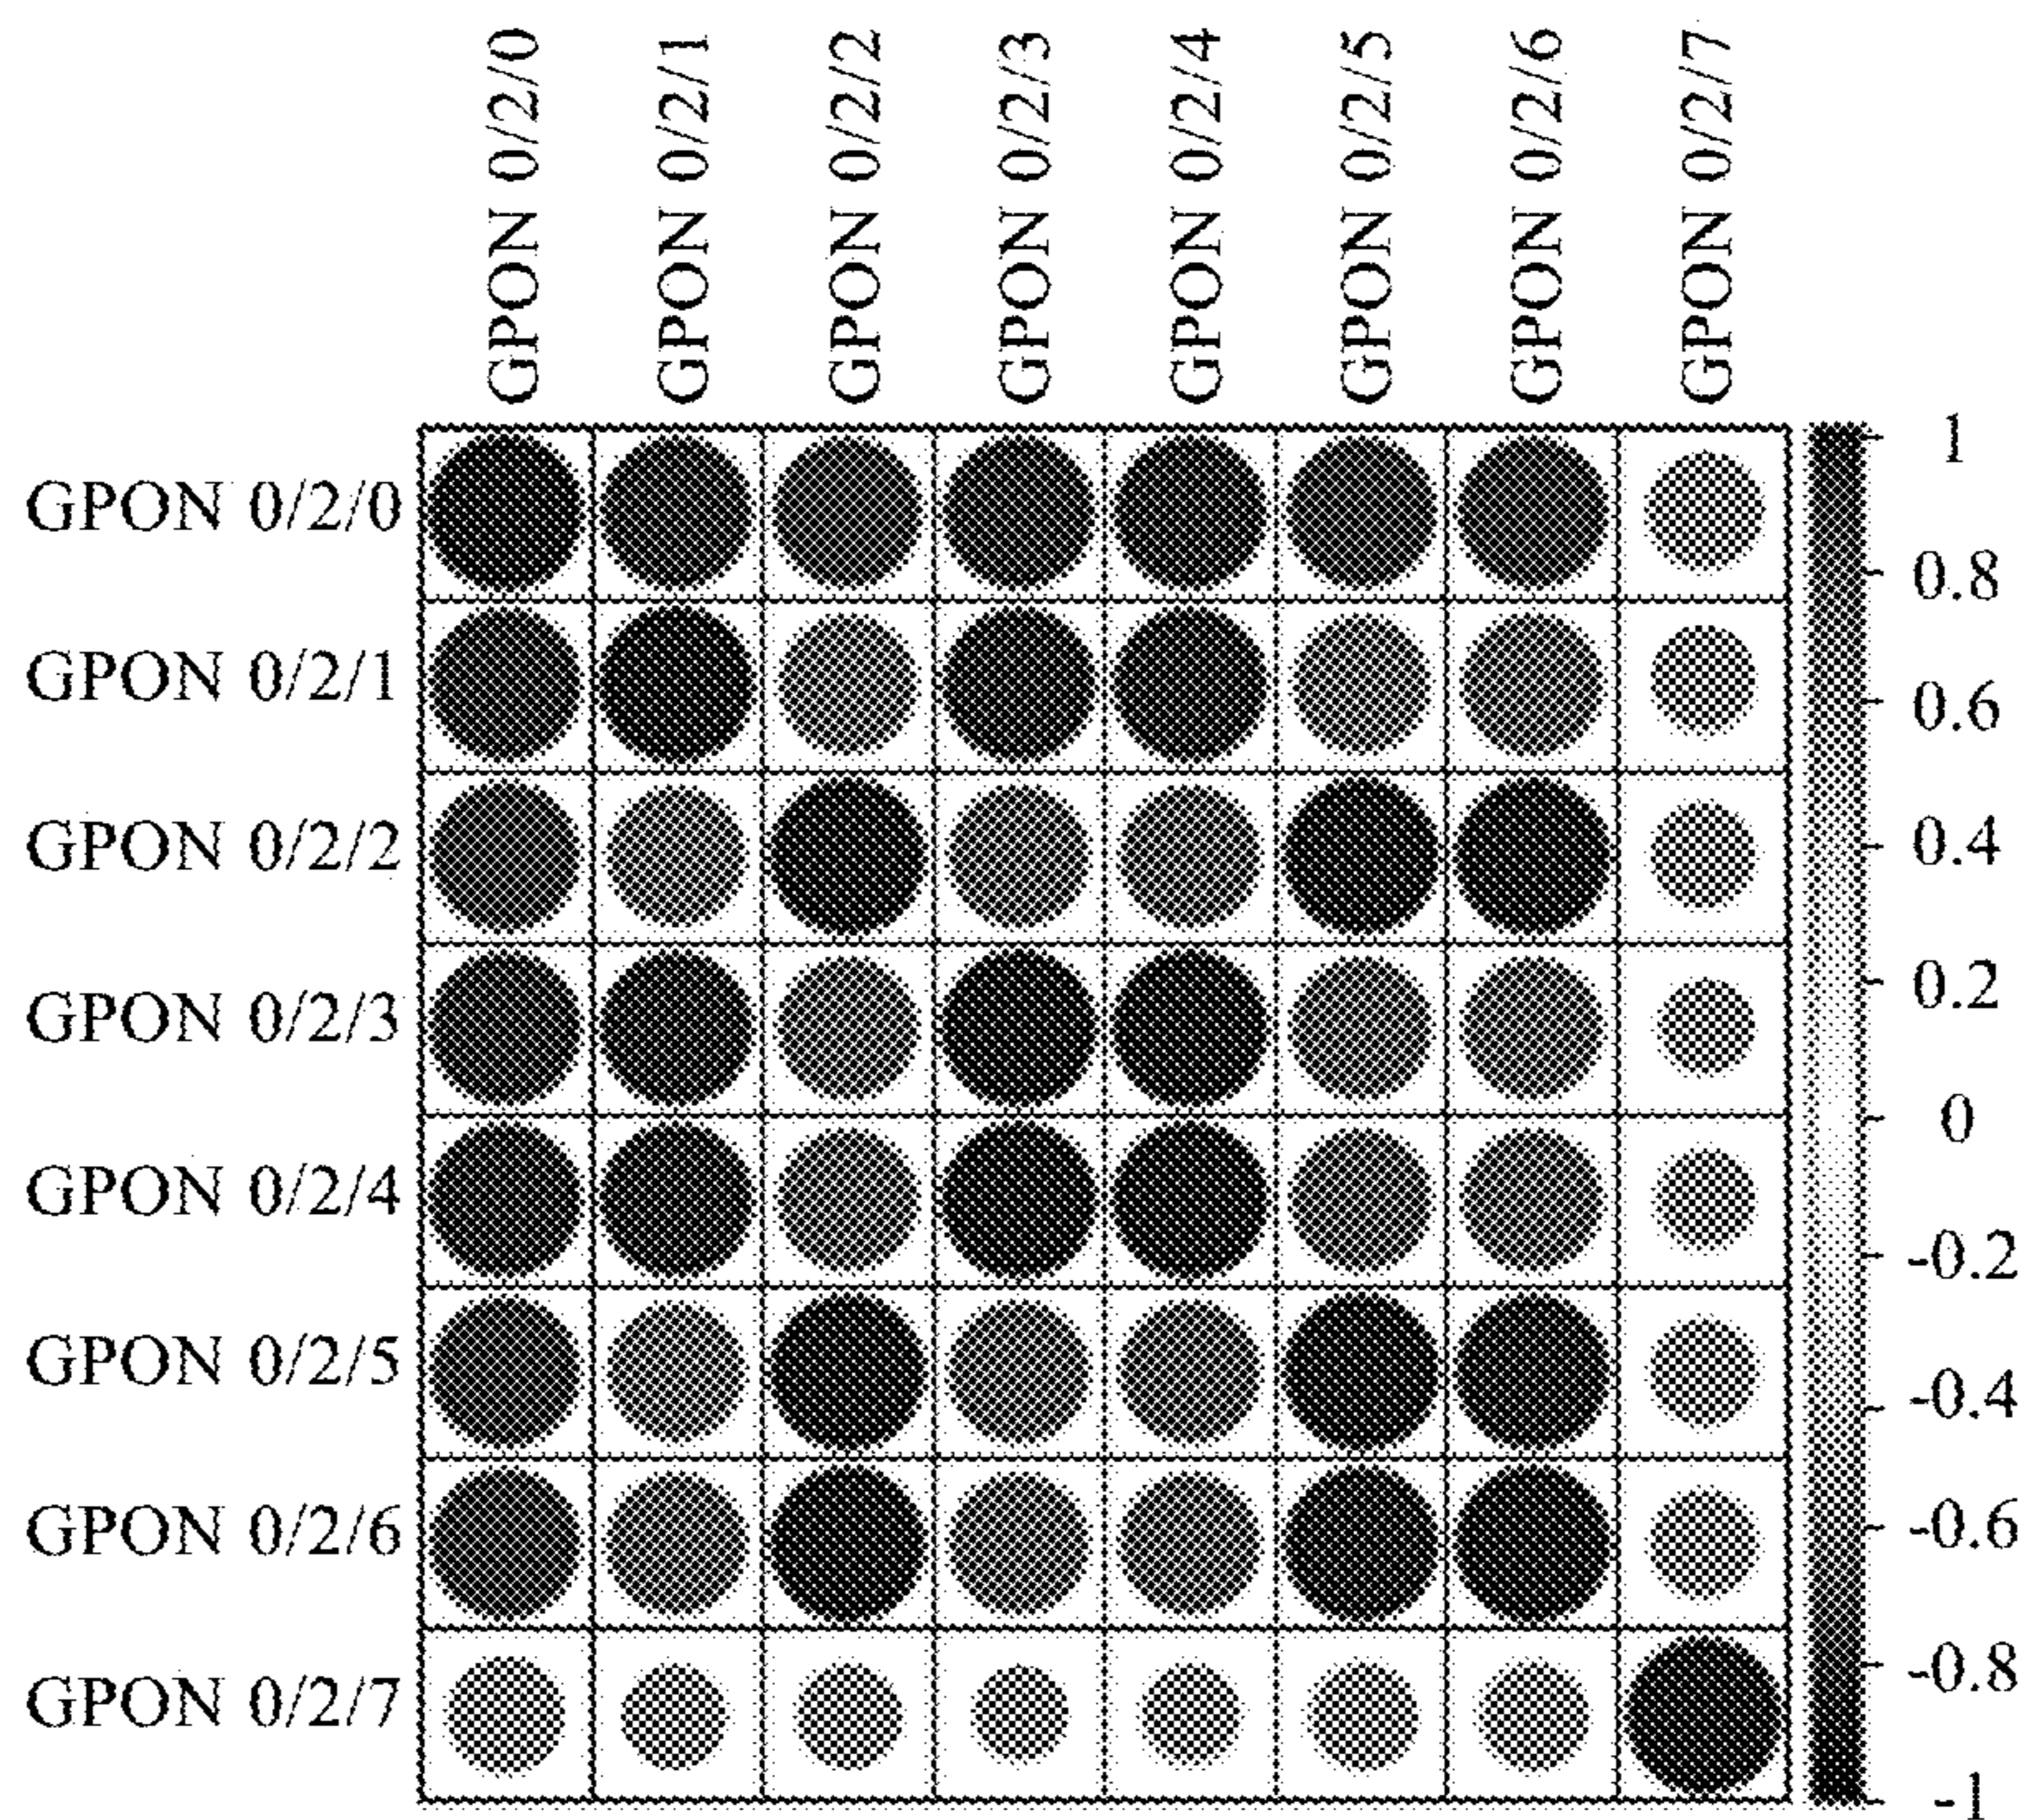 GPON 0/2/0
GPON 0/2/1
GPON 0/2/2
GPON 0/2/3
GPON 0/2/4
GPON 0/2/5
GPON 0/2/6
GPON 0/2/7
GPON 0/2/0
GPON 0/2/1
GPON 0/2/2
GPON 0/2/3
GPON 0/2/4
GPON 0/2/5
GPON 0/2/6
GPON 0/2/7
1
0.8
0.6
0.4
0.2
0
-0.2
-0.4
-0.6
-0.8
-1